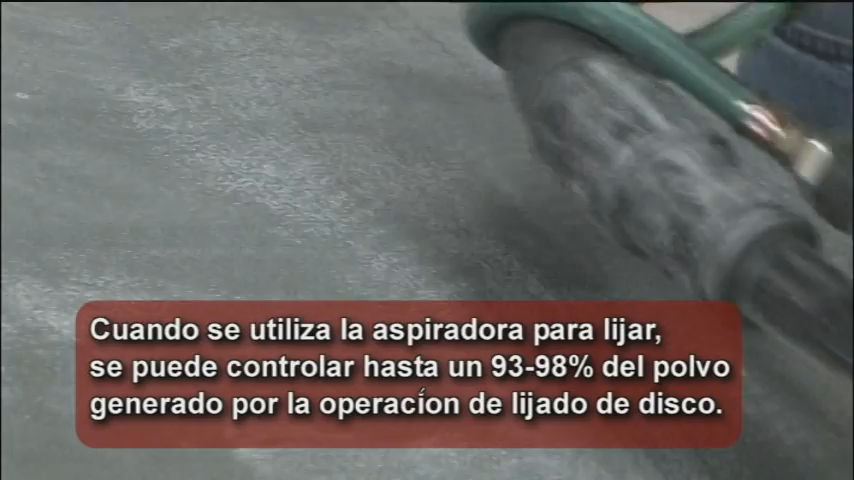 Cuando se utiliza la aspiradora para lijar,
se puede controlar hasta un 93-98% del polvo
generado por la operacíon de lijado de disco.